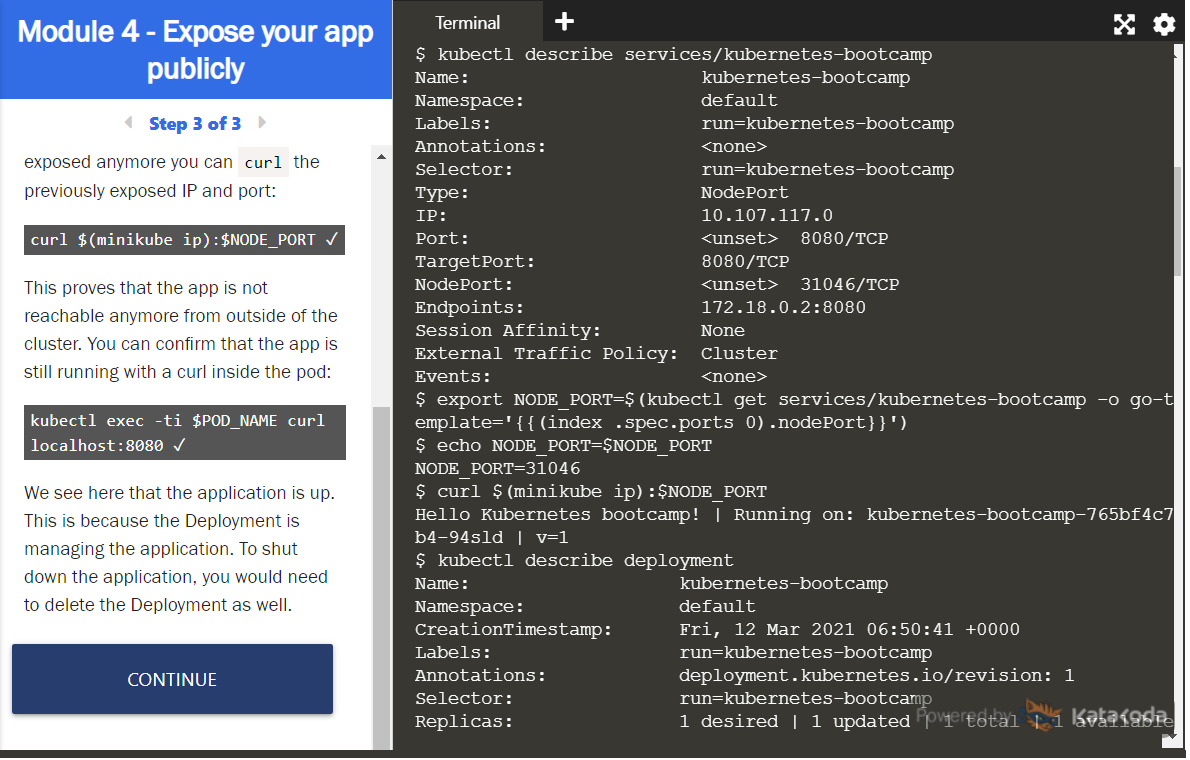 Module 4 - Expose your app
publicly
Step 3 of 3
exposed anymore you can curl the
previously exposed IP and port:
curl $(minikube ip):$NODE_PORT ✓
This proves that the app is not
reachable anymore from outside of the
cluster. You can confirm that the app is
still running with a curl inside the pod:
kubectl exec -ti $POD_NAME curl
localhost:8080 ✓
We see here that the application is up.
This is because the Deployment is
managing the application. To shut
down the application, you would need
to delete the Deployment as well.
CONTINUE
Terminal +
$ kubectl describe services/kubernetes-bootcamp
Name: kubernetes-bootcamp
Namespace: default
Labels: run=kubernetes-bootcamp
Annotations: <none>
Selector: run=kubernetes-bootcamp
Type: NodePort
IP: 10.107.117.0
Port: <unset> 8080/TCP
TargetPort: 8080/TCP
NodePort: <unset> 31046/TCP
Endpoints: 172.18.0.2:8080
Session Affinity: None
External Traffic Policy: Cluster
Events: <none>
$ export NODE_PORT=$(kubectl get services/kubernetes-bootcamp -o go-t
emplate='{{(index .spec.ports 0).nodePort}}')
$ echo NODE_PORT=$NODE_PORT
NODE_PORT=31046
$ curl $(minikube ip):$NODE_PORT
Hello Kubernetes bootcamp! | Running on: kubernetes-bootcamp-765bf4c7
b4-94sld | v=1
$ kubectl describe deployment
Name: kubernetes-bootcamp
Namespace: default
CreationTimestamp: Fri, 12 Mar 2021 06:50:41 +0000
Labels: run=kubernetes-bootcamp
Annotations: deployment.kubernetes.io/revision: 1
Selector: run=kubernetes-bootcamp
Replicas: 1 desired | 1 updated | 1 total | 1 available
Powered by Katacoda